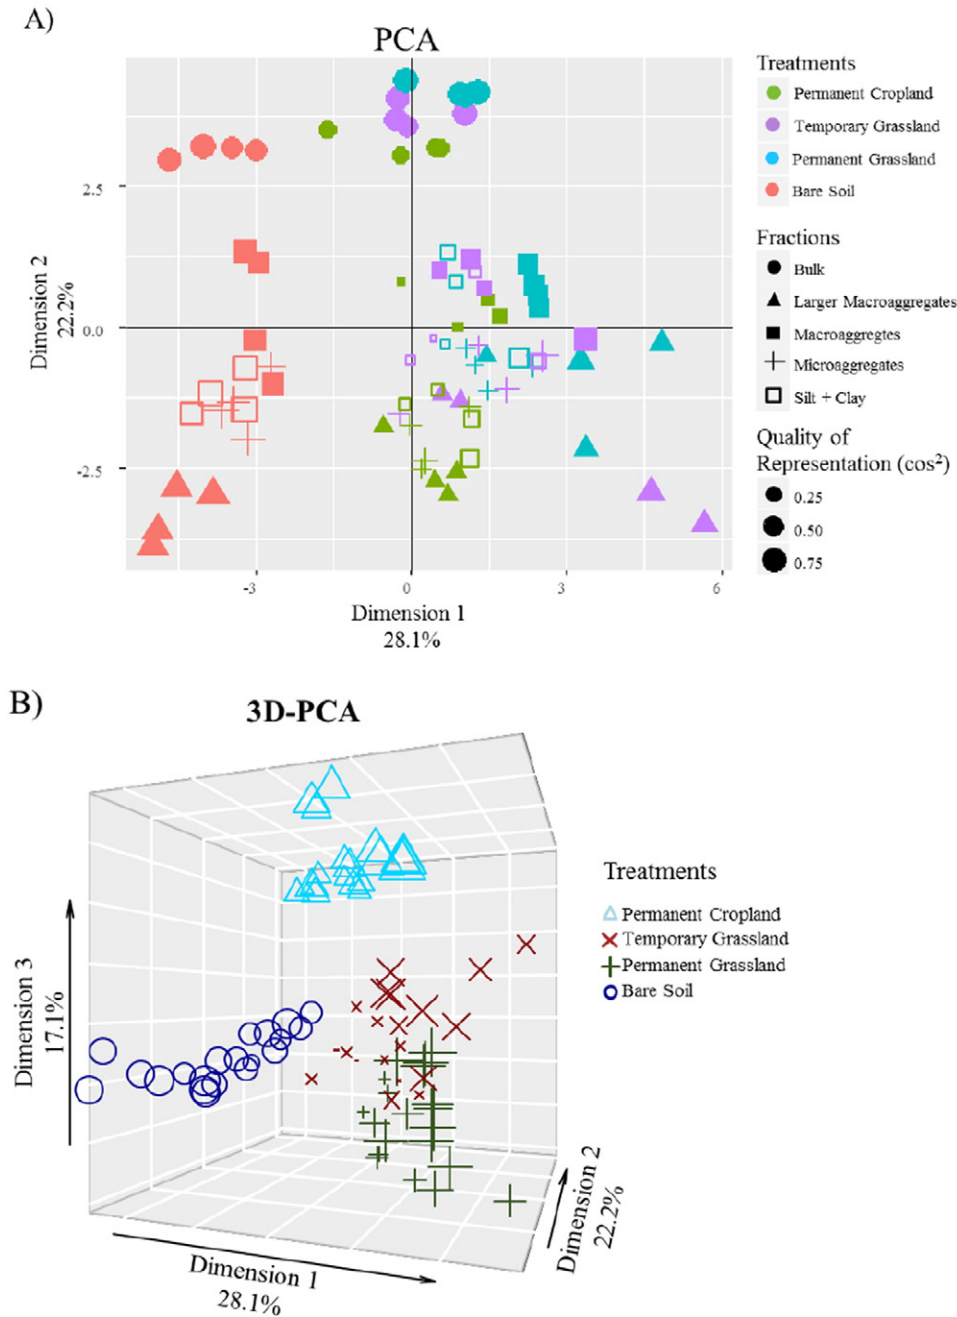 A)
PCA
2.5
0.0
-2.5
Dimension 2
22.2%
-3
0
3
6
Dimension 1
28.1%
Treatments
Permanent Cropland
Temporary Grassland
Permanent Grassland
Bare Soil
Fractions
Bulk
Larger Macroaggregates
Macroaggregtes
Microaggregates
Silt + Clay
Quality of
Representation (cos²)
0.25
0.50
0.75
B)
3D-PCA
Dimension 3
17.1%
Dimension 1
28.1%
Dimension 2
22.2%
Treatments
Permanent Cropland
Temporary Grassland
Permanent Grassland
Bare Soil